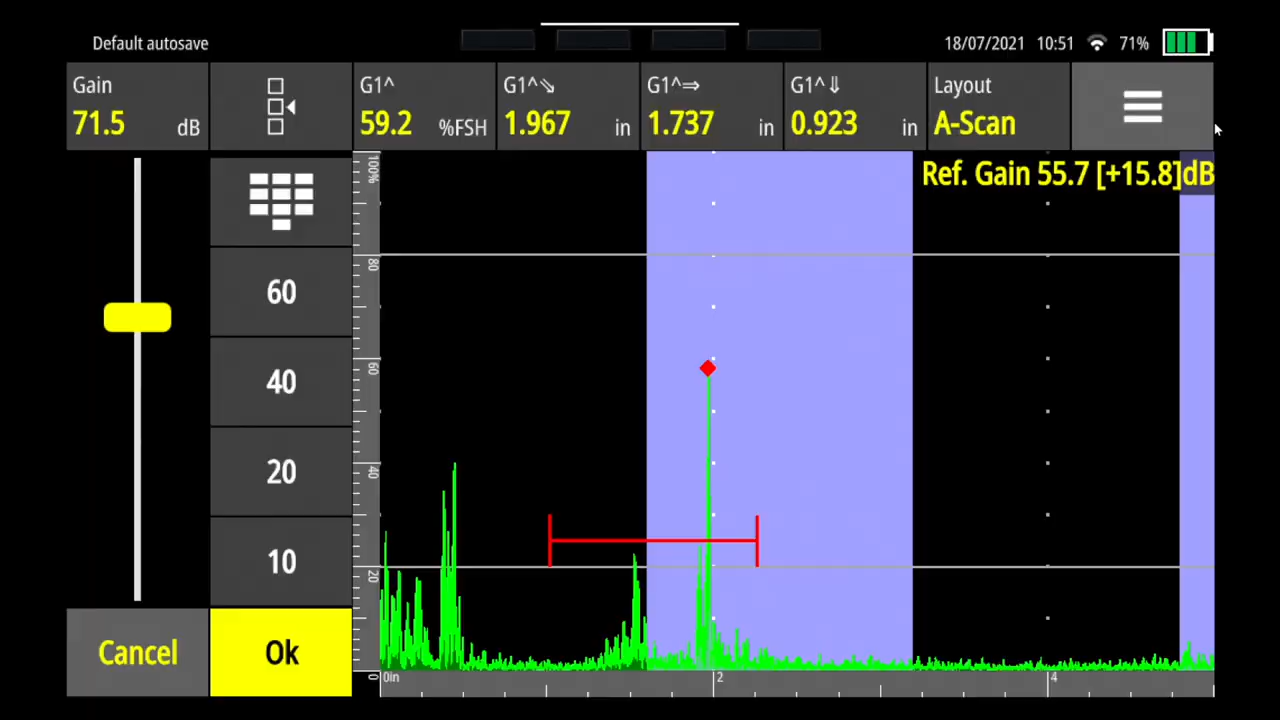 Default autosave
18/07/2021 10:51 71%
Gain
71.5 dB
G1^
59.2 %FSH
G1^⇘
1.967 in
G1^⇒
1.737 in
G1^⇓
0.923 in
Layout
A-Scan
Ref. Gain 55.7 [+15.8]dB
100%
80
60
40
20
0
60
40
20
10
Cancel
Ok
0in
2
4